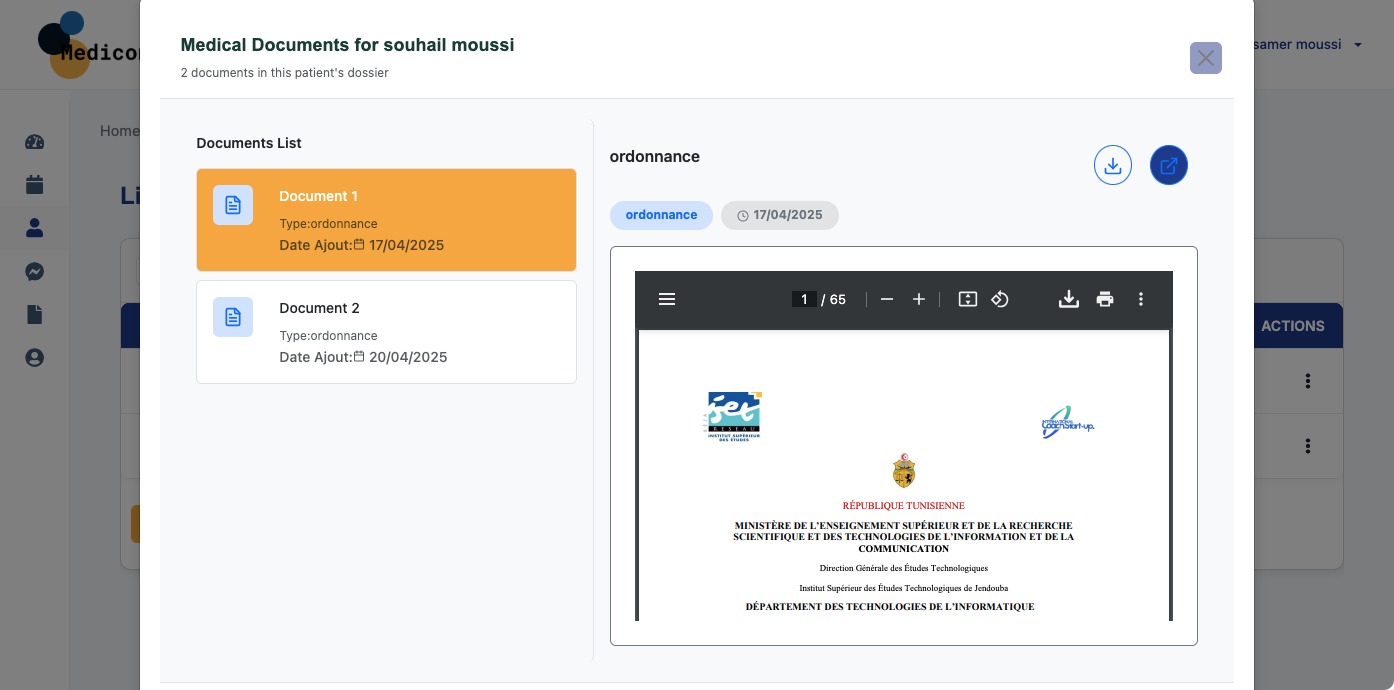 Medicon
samer moussi
Home
Li
ACTIONS
Medical Documents for souhail moussi
2 documents in this patient's dossier
Documents List
Document 1
Type:ordonnance
Date Ajout: 17/04/2025
Document 2
Type:ordonnance
Date Ajout: 20/04/2025
ordonnance
ordonnance
17/04/2025
1 / 65
iset
RÉSEAU
INSTITUT SUPÉRIEUR
DES ÉTUDES
INTERNATIONAL
Coach Start-up.
RÉPUBLIQUE TUNISIENNE
MINISTÈRE DE L'ENSEIGNEMENT SUPÉRIEUR ET DE LA RECHERCHE
SCIENTIFIQUE ET DES TECHNOLOGIES DE L'INFORMATION ET DE LA
COMMUNICATION
Direction Générale des Études Technologiques
Institut Supérieur des Études Technologiques de Jendouba
DÉPARTEMENT DES TECHNOLOGIES DE L'INFORMATIQUE